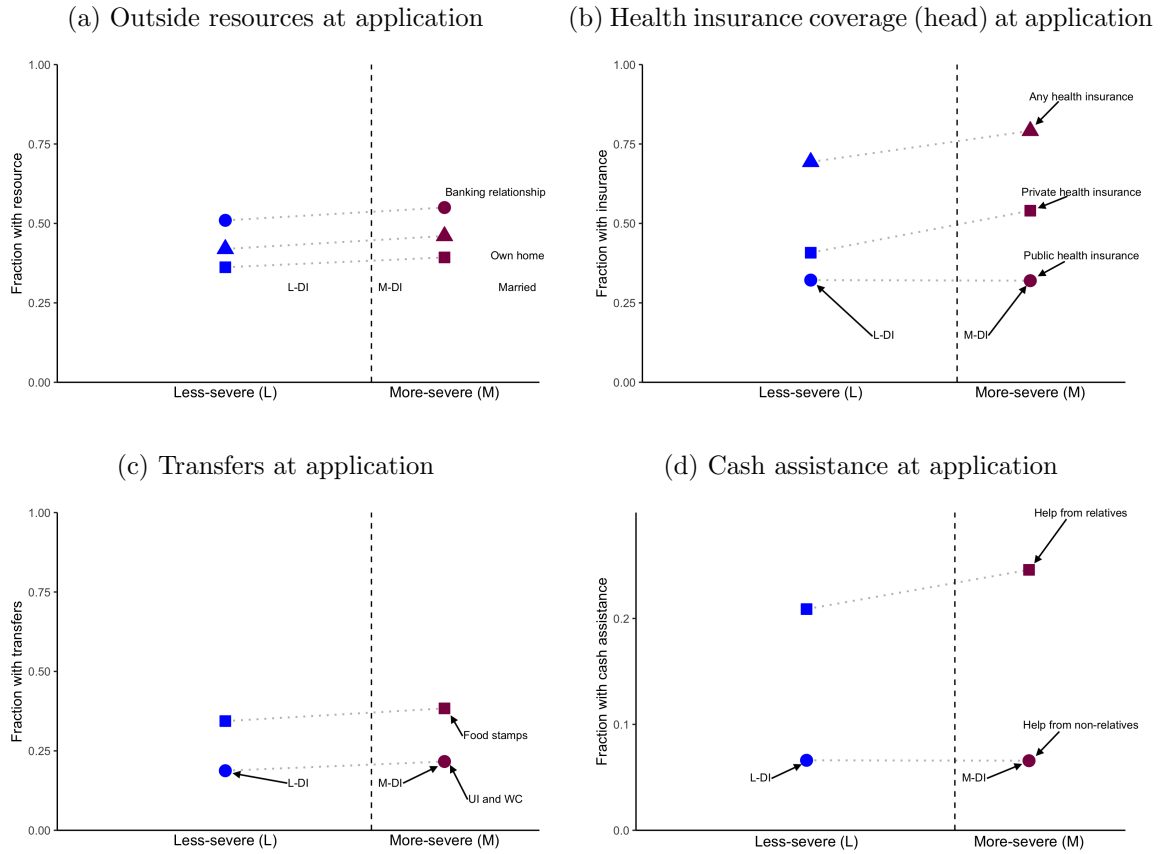 (a) Outside resources at application
Fraction with resource
1.00
0.75
0.50
0.25
0.00
Banking relationship
Own home
Married
L-DI
M-DI
Less-severe (L)
More-severe (M)
(b) Health insurance coverage (head) at application
Fraction with insurance
1.00
0.75
0.50
0.25
0.00
Any health insurance
Private health insurance
Public health insurance
L-DI
M-DI
Less-severe (L)
More-severe (M)
(c) Transfers at application
Fraction with transfers
1.00
0.75
0.50
0.25
0.00
Food stamps
L-DI
M-DI
UI and WC
Less-severe (L)
More-severe (M)
(d) Cash assistance at application
Fraction with cash assistance
0.2
0.1
0.0
Help from relatives
Help from non-relatives
L-DI
M-DI
Less-severe (L)
More-severe (M)